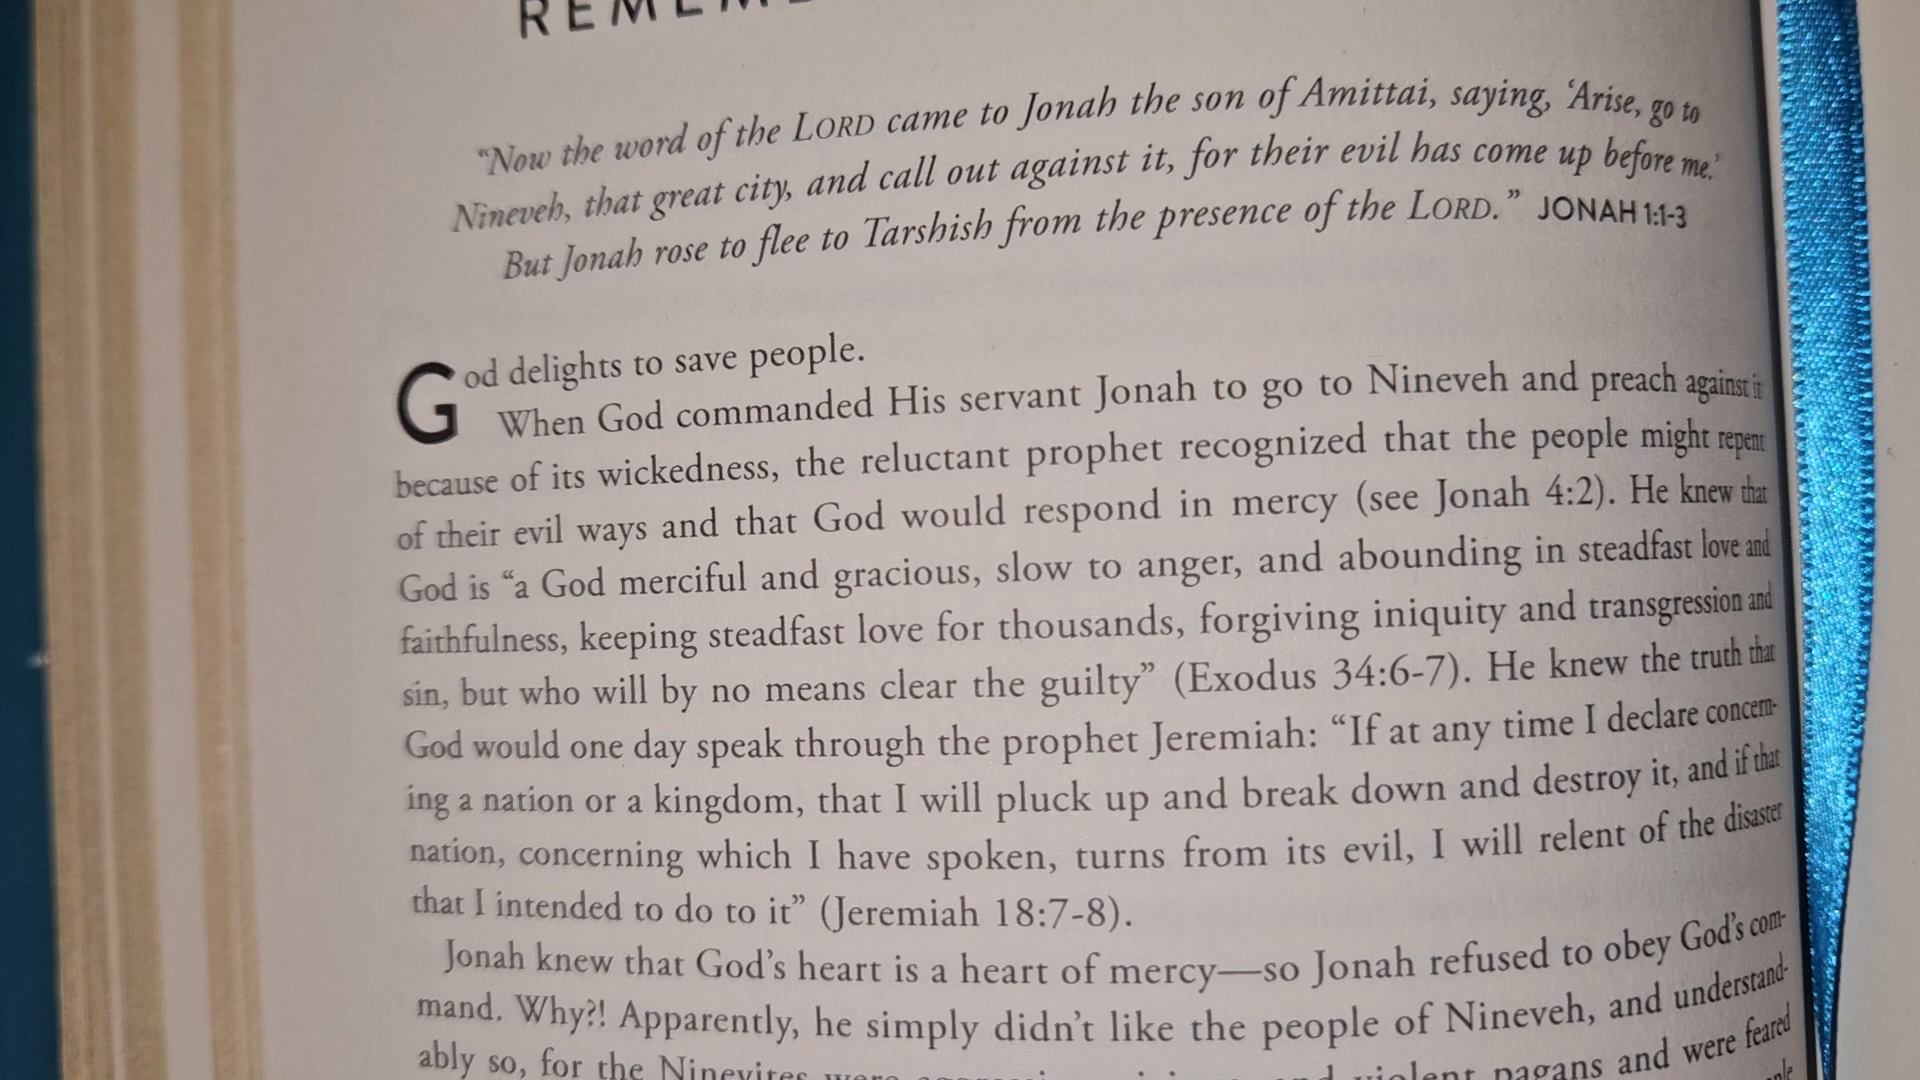 “Now the word of the LORD came to Jonah the son of Amittai, saying, ‘Arise, go to
Nineveh, that great city, and call out against it, for their evil has come up before me.’
But Jonah rose to flee to Tarshish from the presence of the LORD.” JONAH 1:1-3
God delights to save people.
When God commanded His servant Jonah to go to Nineveh and preach against it
because of its wickedness, the reluctant prophet recognized that the people might repent
of their evil ways and that God would respond in mercy (see Jonah 4:2). He knew that
God is “a God merciful and gracious, slow to anger, and abounding in steadfast love and
faithfulness, keeping steadfast love for thousands, forgiving iniquity and transgression and
sin, but who will by no means clear the guilty” (Exodus 34:6-7). He knew the truth that
God would one day speak through the prophet Jeremiah: “If at any time I declare concern-
ing a nation or a kingdom, that I will pluck up and break down and destroy it, and if that
nation, concerning which I have spoken, turns from its evil, I will relent of the disaster
that I intended to do to it” (Jeremiah 18:7-8).
Jonah knew that God’s heart is a heart of mercy—so Jonah refused to obey God’s com-
mand. Why?! Apparently, he simply didn’t like the people of Nineveh, and understand-
ably so, for the Ninevites were violent pagans and were feared